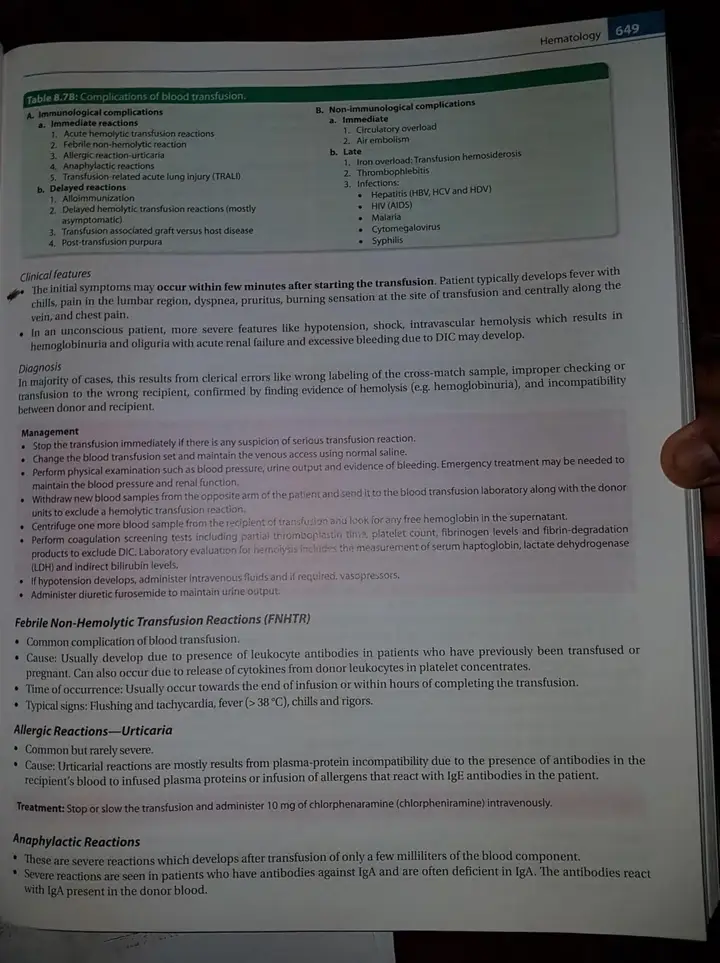 Hematology 649
Table 8.7B: Complications of blood transfusion.
A. Immunological complications
a. Immediate reactions
1. Acute hemolytic transfusion reactions
2. Febrile non-hemolytic reaction
3. Allergic reaction-urticaria
4. Anaphylactic reactions
5. Transfusion-related acute lung injury (TRALI)
b. Delayed reactions
1. Alloimmunization
2. Delayed hemolytic transfusion reactions (mostly
asymptomatic)
3. Transfusion associated graft versus host disease
4. Post-transfusion purpura
B. Non-immunological complications
a. Immediate
1. Circulatory overload
2. Air embolism
b. Late
1. Iron overload: Transfusion hemosiderosis
2. Thrombophlebitis
3. Infections:
• Hepatitis (HBV, HCV and HDV)
• HIV (AIDS)
• Malaria
• Cytomegalovirus
• Syphilis
Clinical features
• The initial symptoms may occur within few minutes after starting the transfusion. Patient typically develops fever with
chills, pain in the lumbar region, dyspnea, pruritus, burning sensation at the site of transfusion and centrally along the
vein, and chest pain.
• In an unconscious patient, more severe features like hypotension, shock, intravascular hemolysis which results in
hemoglobinuria and oliguria with acute renal failure and excessive bleeding due to DIC may develop.
Diagnosis
In majority of cases, this results from clerical errors like wrong labeling of the cross-match sample, improper checking or
transfusion to the wrong recipient, confirmed by finding evidence of hemolysis (e.g. hemoglobinuria), and incompatibility
between donor and recipient.
Management
• Stop the transfusion immediately if there is any suspicion of serious transfusion reaction.
• Change the blood transfusion set and maintain the venous access using normal saline.
• Perform physical examination such as blood pressure, urine output and evidence of bleeding. Emergency treatment may be needed to
maintain the blood pressure and renal function.
• Withdraw new blood samples from the opposite arm of the patient and send it to the blood transfusion laboratory along with the donor
units to exclude a hemolytic transfusion reaction.
• Centrifuge one more blood sample from the recipient of transfusion and look for any free hemoglobin in the supernatant.
• Perform coagulation screening tests including partial thromboplastin time, platelet count, fibrinogen levels and fibrin-degradation
products to exclude DIC. Laboratory evaluation for hemolysis includes the measurement of serum haptoglobin, lactate dehydrogenase
(LDH) and indirect bilirubin levels.
• If hypotension develops, administer intravenous fluids and if required, vasopressors.
• Administer diuretic furosemide to maintain urine output.
Febrile Non-Hemolytic Transfusion Reactions (FNHTR)
• Common complication of blood transfusion.
• Cause: Usually develop due to presence of leukocyte antibodies in patients who have previously been transfused or
pregnant. Can also occur due to release of cytokines from donor leukocytes in platelet concentrates.
• Time of occurrence: Usually occur towards the end of infusion or within hours of completing the transfusion.
• Typical signs: Flushing and tachycardia, fever (> 38 °C), chills and rigors.
Allergic Reactions—Urticaria
• Common but rarely severe.
• Cause: Urticarial reactions are mostly results from plasma-protein incompatibility due to the presence of antibodies in the
recipient's blood to infused plasma proteins or infusion of allergens that react with IgE antibodies in the patient.
Treatment: Stop or slow the transfusion and administer 10 mg of chlorphenaramine (chlorpheniramine) intravenously.
Anaphylactic Reactions
• These are severe reactions which develops after transfusion of only a few milliliters of the blood component.
• Severe reactions are seen in patients who have antibodies against IgA and are often deficient in IgA. The antibodies react
with IgA present in the donor blood.